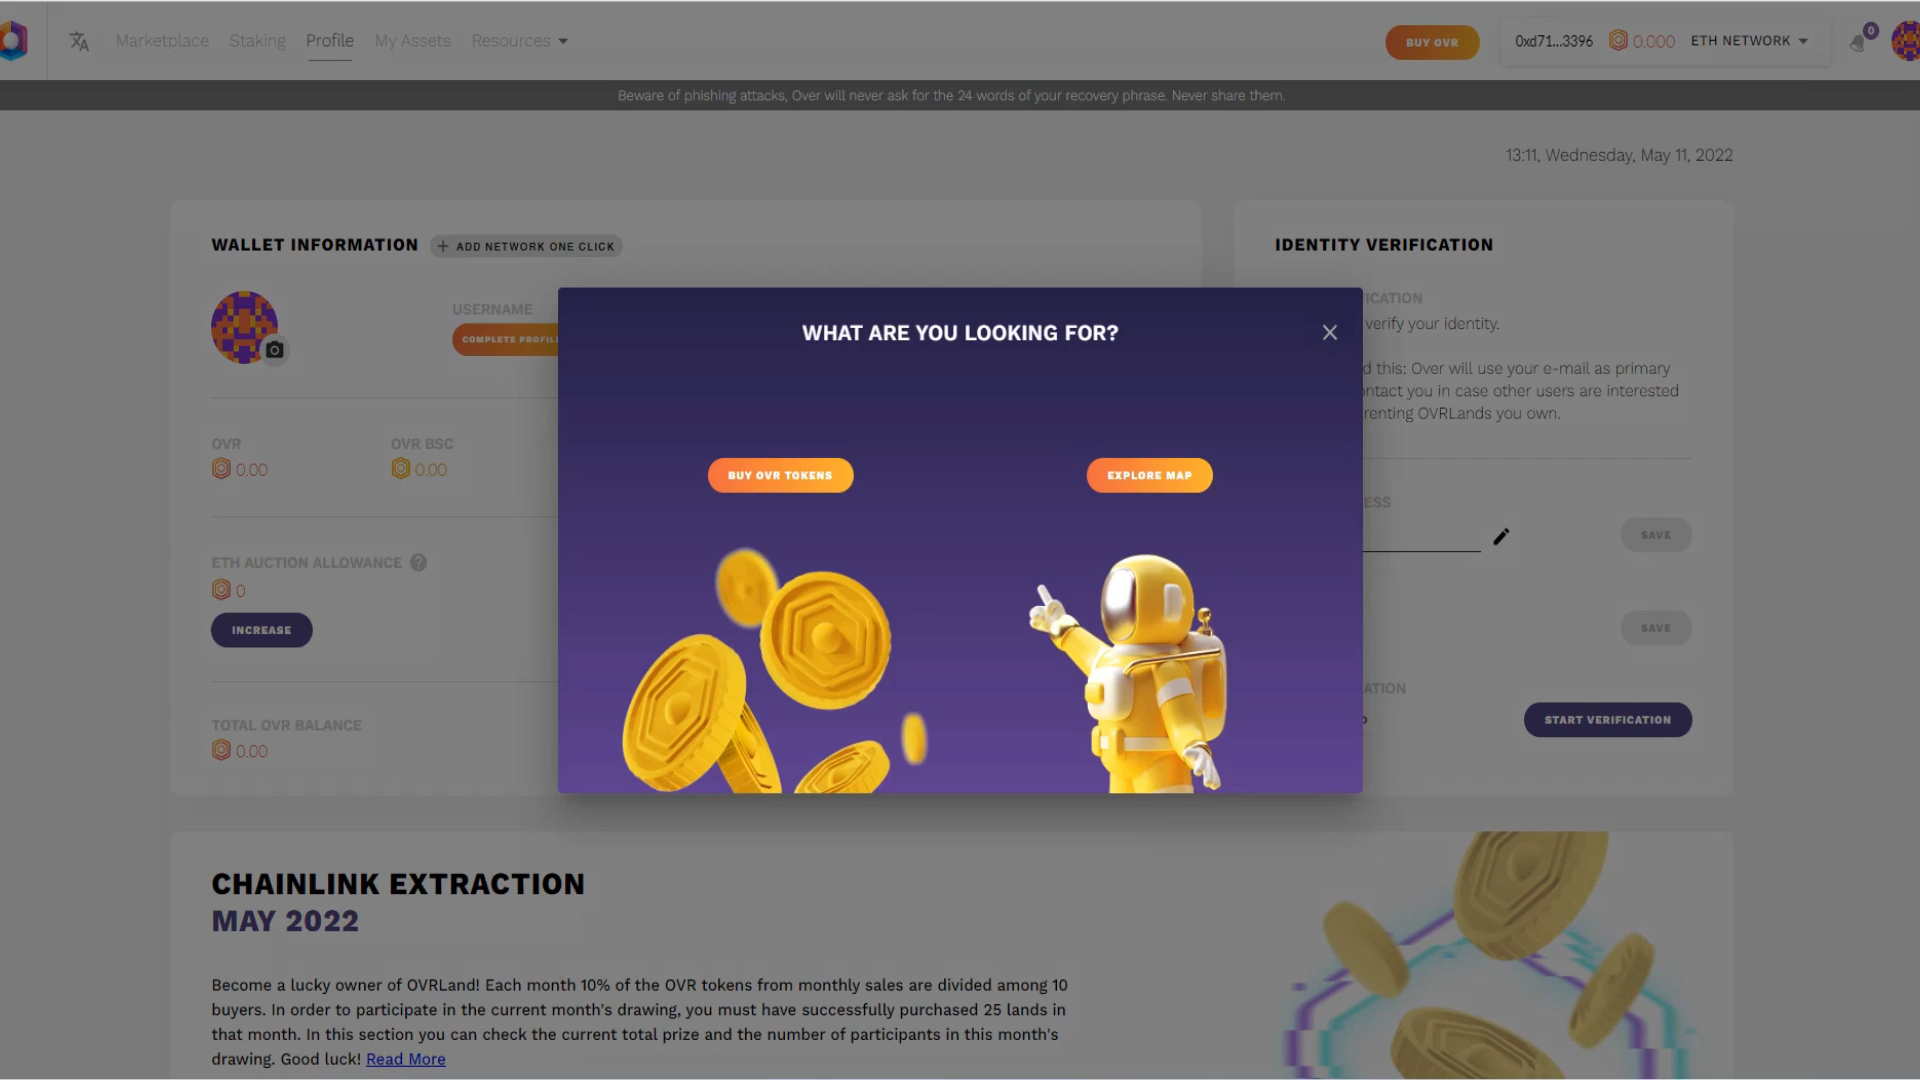 Marketplace Staking Profile My Assets Resources
BUY OVR
0xd71...3396 0.000 ETH NETWORK
0
Beware of phishing attacks, Over will never ask for the 24 words of your recovery phrase. Never share them.
13:11, Wednesday, May 11, 2022
WALLET INFORMATION
+ ADD NETWORK ONE CLICK
USERNAME
OVR
0.00
OVR BSC
0.00
ETH AUCTION ALLOWANCE ?
0
INCREASE
TOTAL OVR BALANCE
0.00
WHAT ARE YOU LOOKING FOR?
BUY OVR TOKENS
EXPLORE MAP
IDENTITY VERIFICATION
verify your identity.
this: Over will use your e-mail as primary
you in case other users are interested
renting OVRLands you own.
SAVE
SAVE
START VERIFICATION
CHAINLINK EXTRACTION
MAY 2022
Become a lucky owner of OVRLand! Each month 10% of the OVR tokens from monthly sales are divided among 10
buyers. In order to participate in the current month's drawing, you must have successfully purchased 25 lands in
that month. In this section you can check the current total prize and the number of participants in this month's
drawing. Good luck! Read More